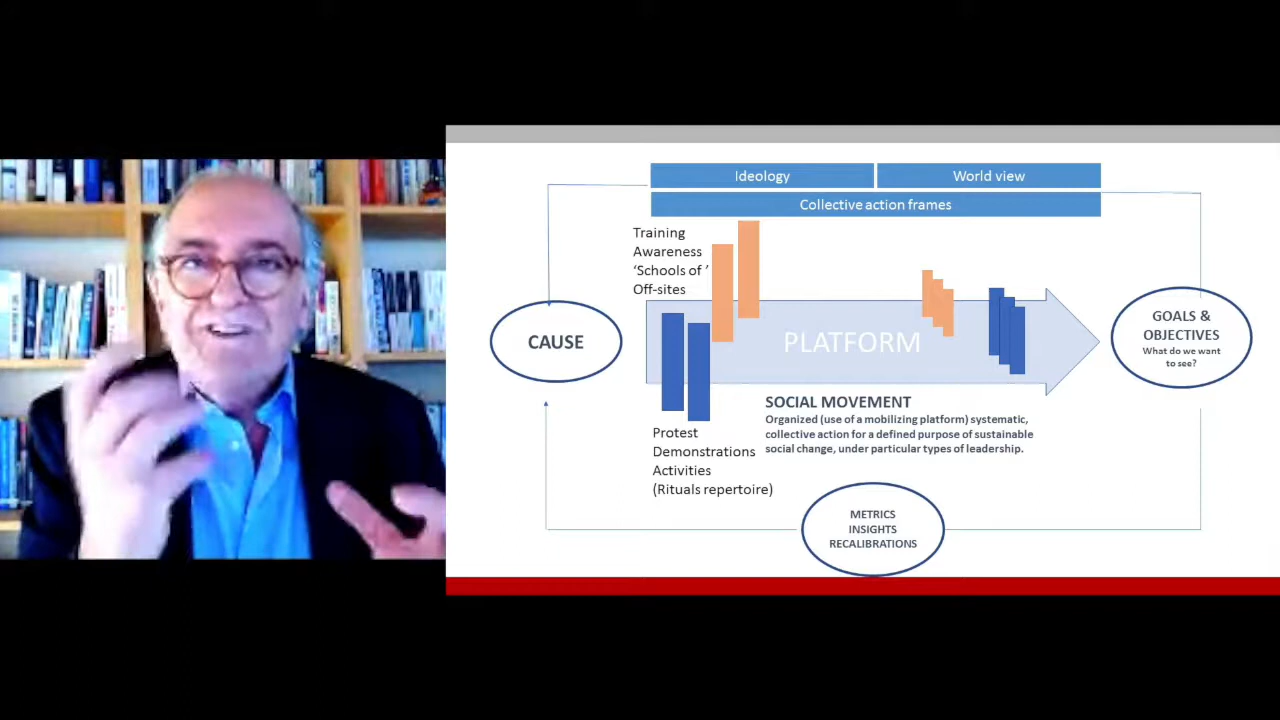 Ideology
World view
Collective action frames
Training
Awareness
‘Schools of ’
Off-sites
CAUSE
PLATFORM
GOALS &
OBJECTIVES
What do we want
to see?
SOCIAL MOVEMENT
Organized (use of a mobilizing platform) systematic,
collective action for a defined purpose of sustainable
social change, under particular types of leadership.
Protest
Demonstrations
Activities
(Rituals repertoire)
METRICS
INSIGHTS
RECALIBRATIONS